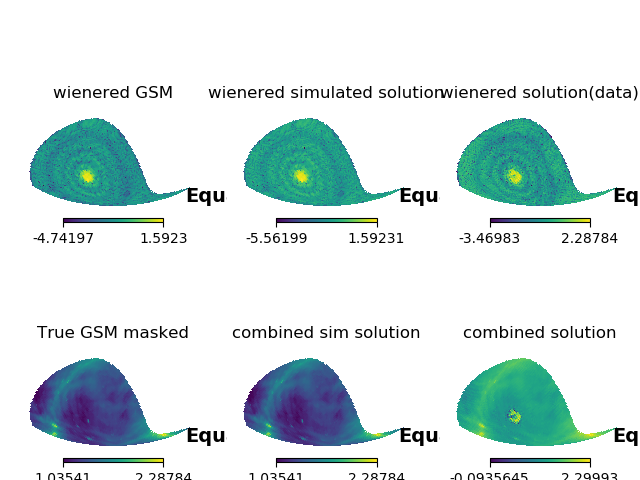 wienered GSM
wienered simulated solution
wienered solution(data)
Equ
Equ
Eq
-4.74197 1.5923
-5.56199 1.59231
-3.46983 2.28784
True GSM masked
combined sim solution
combined solution
Equ
Equ
Eq
1.03541 2.28784
1.03541 2.28784
-0.0935645 2.29993